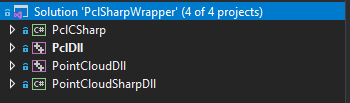 Solution 'PclSharpWrapper' (4 of 4 projects)
C# PclCSharp
PclDll
PointCloudDll
C# PointCloudSharpDll